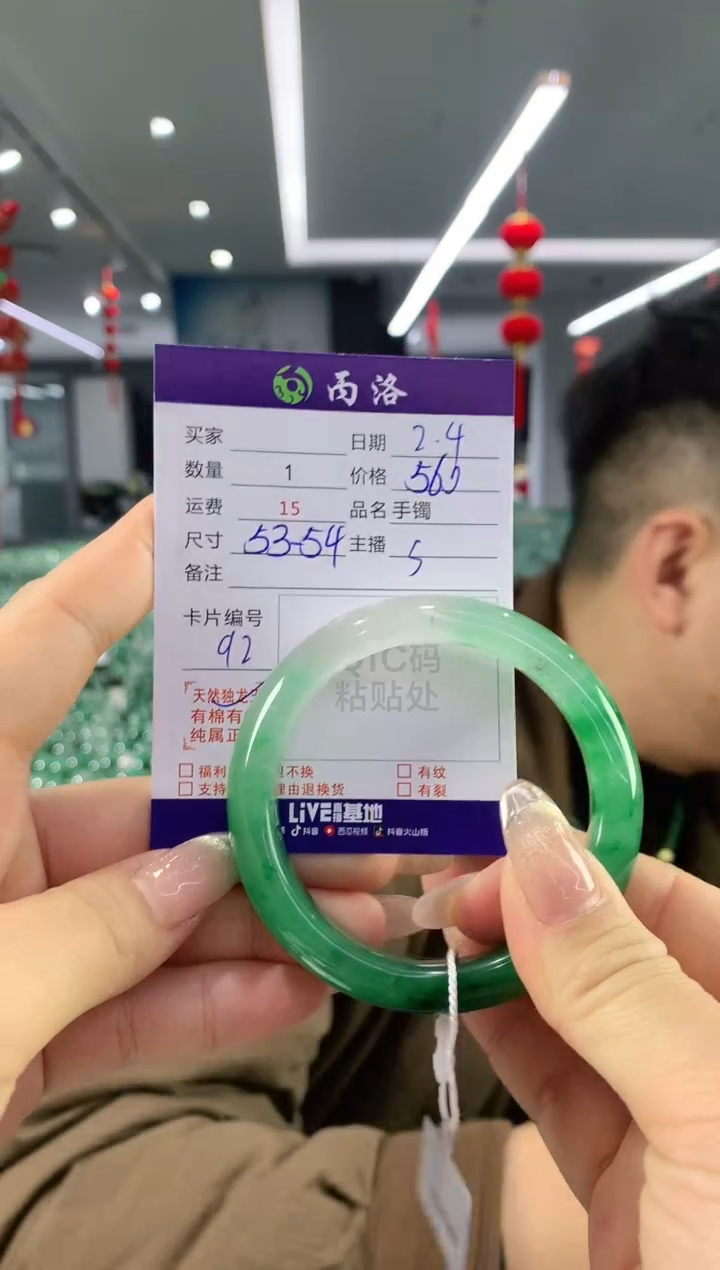 丙洛
买家 日期 2.4
数量 1 价格 560
运费 15 品名 手镯
尺寸 53-54 主播 S
备注
卡片编号
92
码
粘贴处
天然独龙
有棉有
纯属正
福利 退不换 有纹
支持 理由退换货 有裂
LiVE 基地
抖音 西瓜视频 抖音火山版